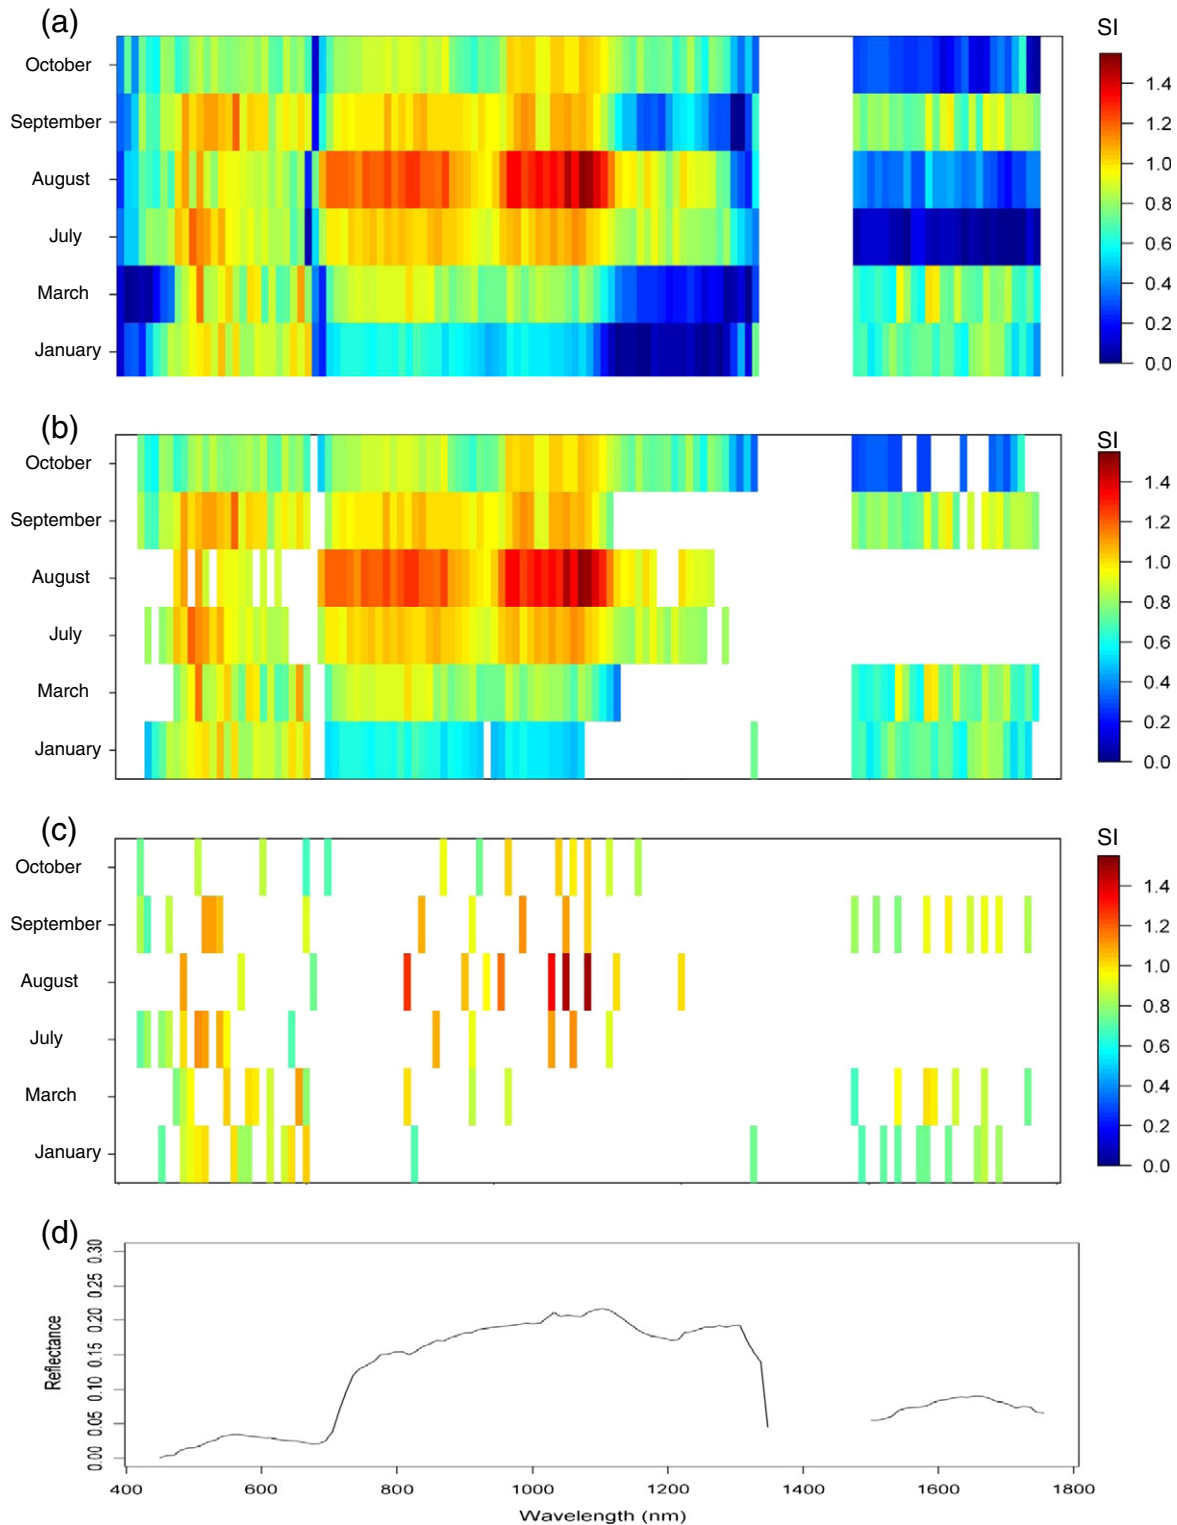 (a)
SI
October
September
August
July
March
January
1.4
1.2
1.0
0.8
0.6
0.4
0.2
0.0
(b)
SI
October
September
August
July
March
January
1.4
1.2
1.0
0.8
0.6
0.4
0.2
0.0
(c)
SI
October
September
August
July
March
January
1.4
1.2
1.0
0.8
0.6
0.4
0.2
0.0
(d)
Reflectance
0.30
0.25
0.20
0.15
0.10
0.05
0.00
400 600 800 1000 1200 1400 1600 1800
Wavelength (nm)